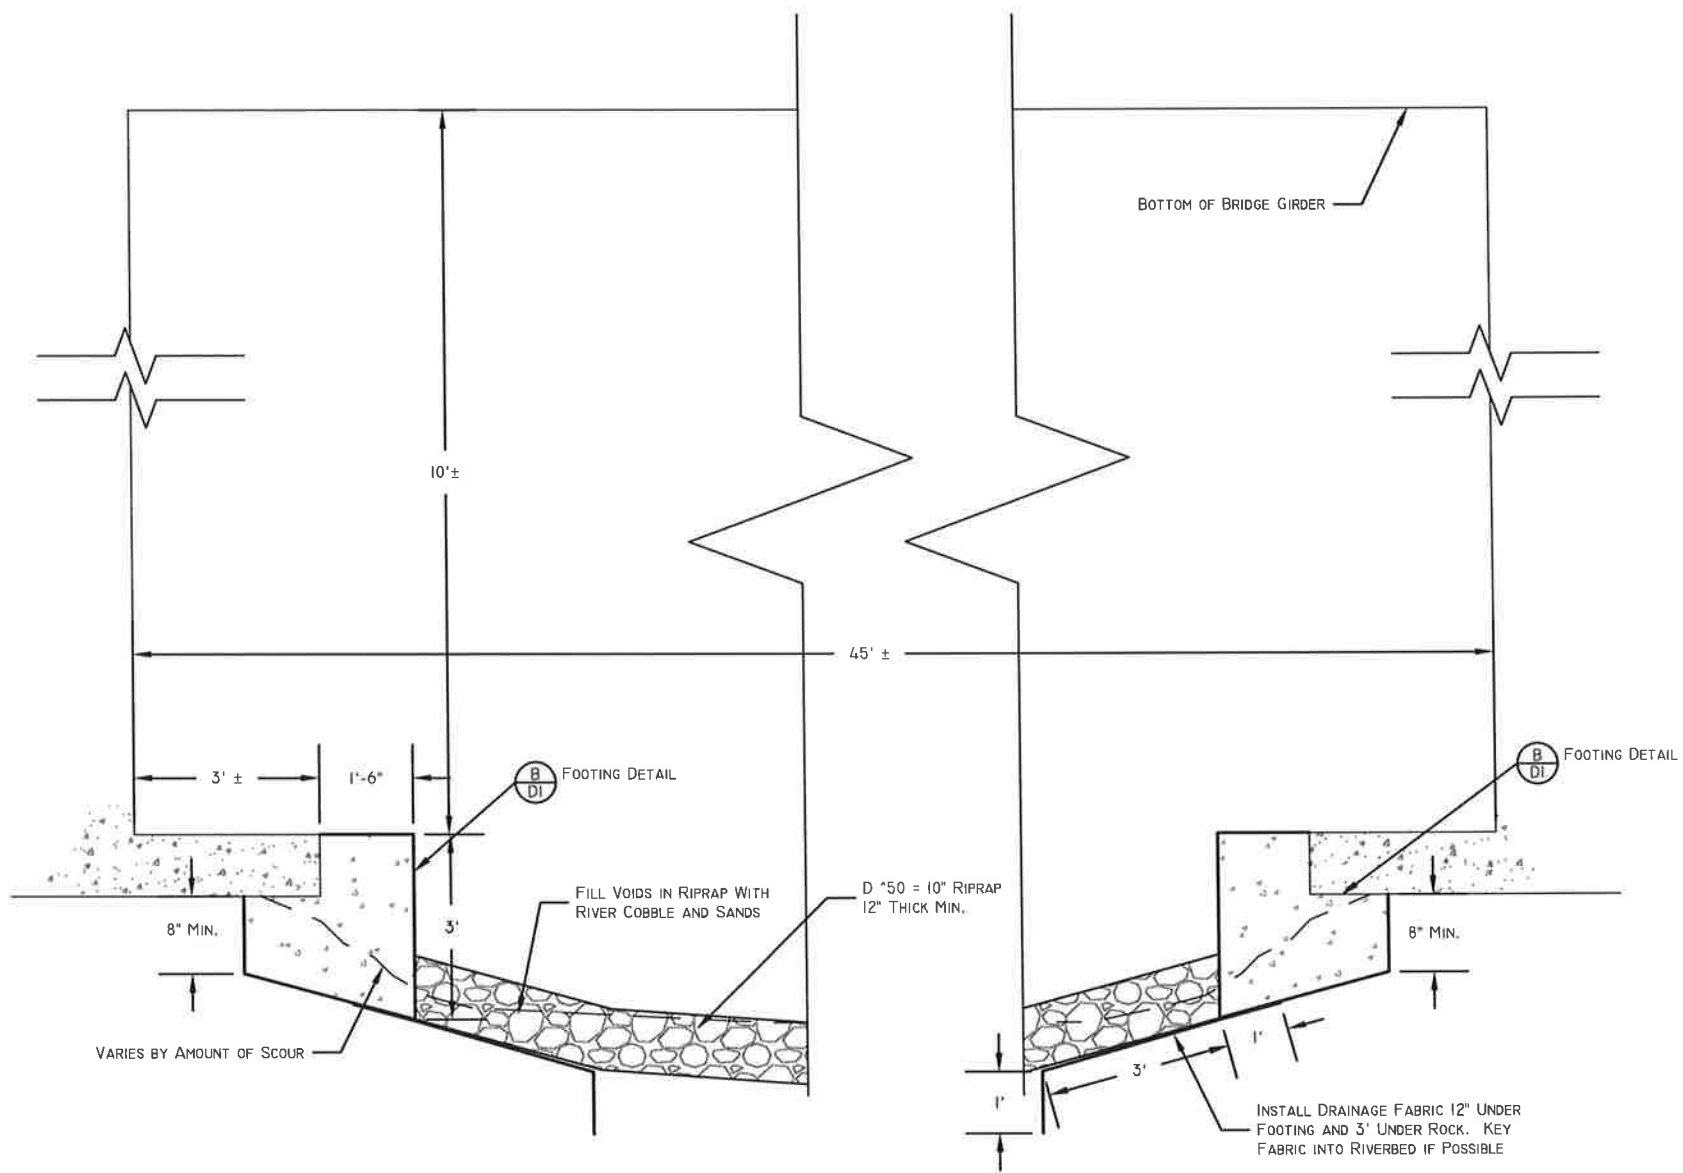 BOTTOM OF BRIDGE GIRDER
10'±
45' ±
3' ±
1'-6"
B
D1
FOOTING DETAIL
B
D1
FOOTING DETAIL
FILL VOIDS IN RIPRAP WITH
RIVER COBBLE AND SANDS
D ^50 = 10" RIPRAP
12" THICK MIN.
8" MIN.
3'
8" MIN.
VARIES BY AMOUNT OF SCOUR
1'
3'
1'
INSTALL DRAINAGE FABRIC 12" UNDER
FOOTING AND 3' UNDER ROCK. KEY
FABRIC INTO RIVERBED IF POSSIBLE